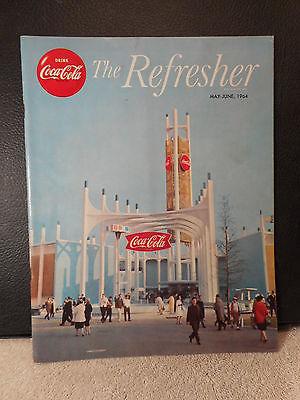 DRINK
Coca-Cola
The Refresher
MAY-JUNE, 1964
Coca-Cola